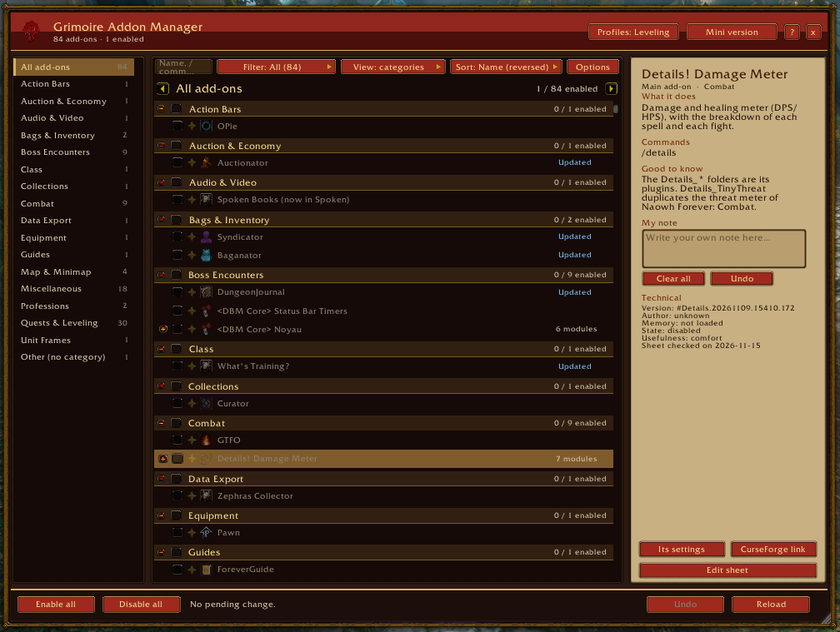 Grimoire Addon Manager
84 add-ons · 1 enabled
Profiles: Leveling
Mini version
?
x
All add-ons 84
Action Bars 1
Auction & Economy 1
Audio & Video 1
Bags & Inventory 2
Boss Encounters 9
Class 1
Collections 1
Combat 9
Data Export 1
Equipment 1
Guides 1
Map & Minimap 4
Miscellaneous 18
Professions 2
Quests & Leveling 30
Unit Frames 1
Other (no category) 1
Name, /
comm...
Filter: All (84)
View: categories
Sort: Name (reversed)
Options
All add-ons 1 / 84 enabled
Action Bars 0 / 1 enabled
OPie
Auction & Economy 0 / 1 enabled
Auctionator Updated
Audio & Video 0 / 1 enabled
Spoken Books (now in Spoken)
Bags & Inventory 0 / 2 enabled
Syndicator Updated
Baganator Updated
Boss Encounters 0 / 9 enabled
DungeonJournal Updated
<DBM Core> Status Bar Timers
<DBM Core> Noyau 6 modules
Class 0 / 1 enabled
What's Training? Updated
Collections 0 / 1 enabled
Curator
Combat 0 / 9 enabled
GTFO
Details! Damage Meter 7 modules
Data Export 0 / 1 enabled
Zephras Collector
Equipment 0 / 1 enabled
Pawn
Guides 0 / 1 enabled
ForeverGuide
Details! Damage Meter
Main add-on · Combat
What it does
Damage and healing meter (DPS/
HPS), with the breakdown of each
spell and each fight.
Commands
/details
Good to know
The Details_* folders are its
plugins. Details_TinyThreat
duplicates the threat meter of
Naowh Forever: Combat.
My note
Write your own note here...
Clear all
Undo
Technical
Version: #Details.20261109.15410.172
Author: unknown
Memory: not loaded
State: disabled
Usefulness: comfort
Sheet checked on 2026-11-15
Its settings
CurseForge link
Edit sheet
Enable all
Disable all
No pending change.
Undo
Reload